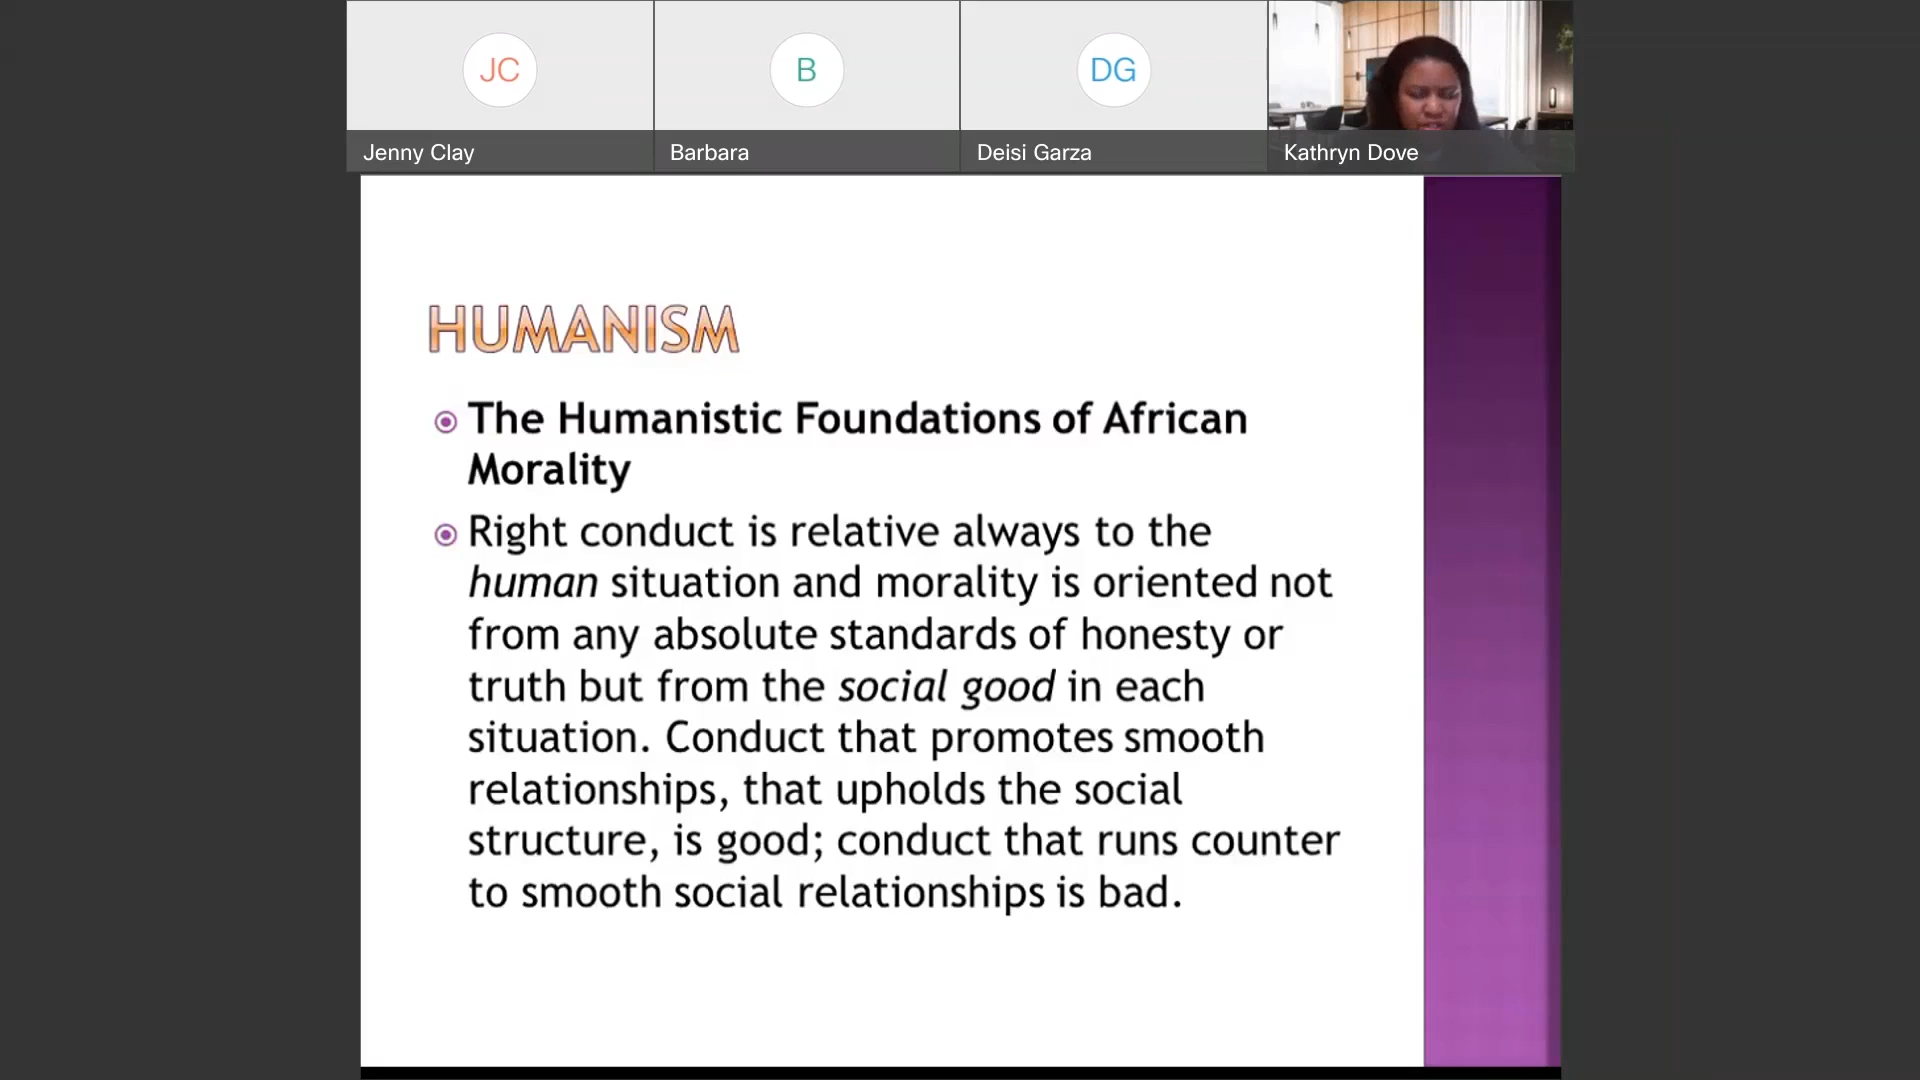 JC
B
DG
Jenny Clay
Barbara
Deisi Garza
Kathryn Dove
HUMANISM
The Humanistic Foundations of African
Morality
Right conduct is relative always to the
human situation and morality is oriented not
from any absolute standards of honesty or
truth but from the social good in each
situation. Conduct that promotes smooth
relationships, that upholds the social
structure, is good; conduct that runs counter
to smooth social relationships is bad.